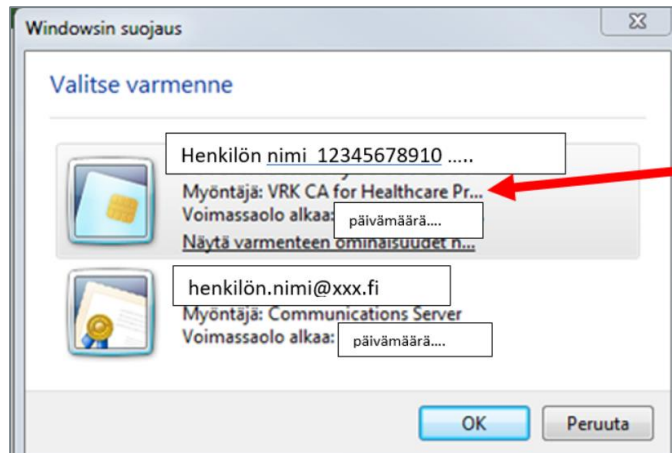 Windowsin suojaus
Valitse varmenne
Henkilön nimi 12345678910 .....
Myöntäjä: VRK CA for Healthcare Pr...
Voimassaolo alkaa: päivämäärä....
Näytä varmenteen ominaisuudet n...
henkilön.nimi@xxx.fi
Myöntäjä: Communications Server
Voimassaolo alkaa: päivämäärä....
OK Peruuta